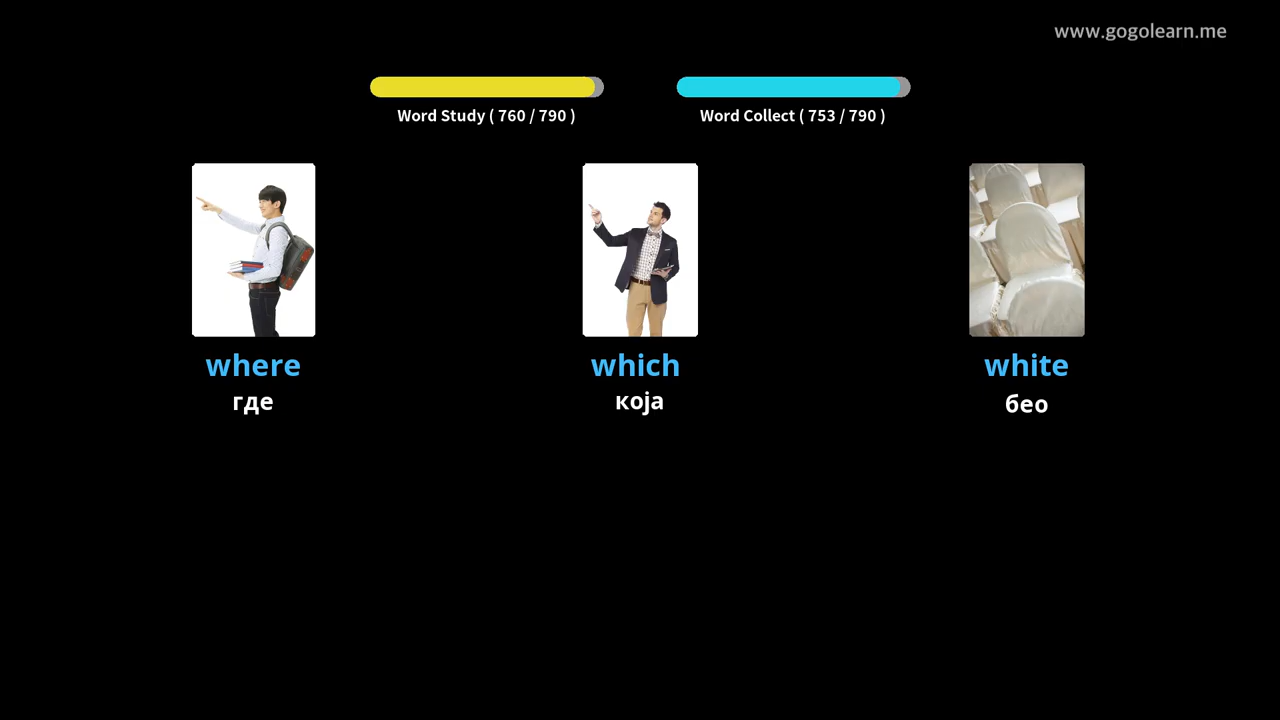 www.gogolearn.me
Word Study ( 760 / 790 )
Word Collect ( 753 / 790 )
where
which
white
где
која
бео